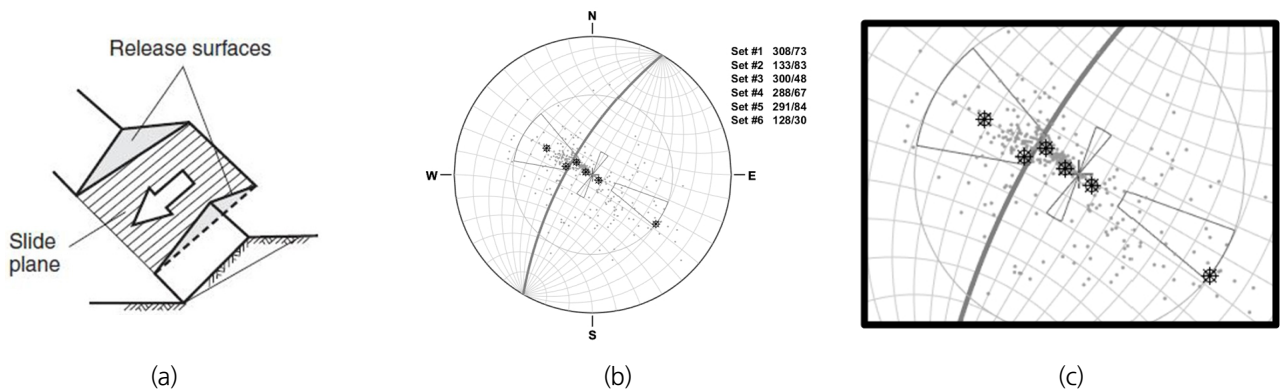 Release surfaces
Slide
plane
(a)
N
W
E
S
Set #1 308/73
Set #2 133/83
Set #3 300/48
Set #4 288/67
Set #5 291/84
Set #6 128/30
(b)
(c)